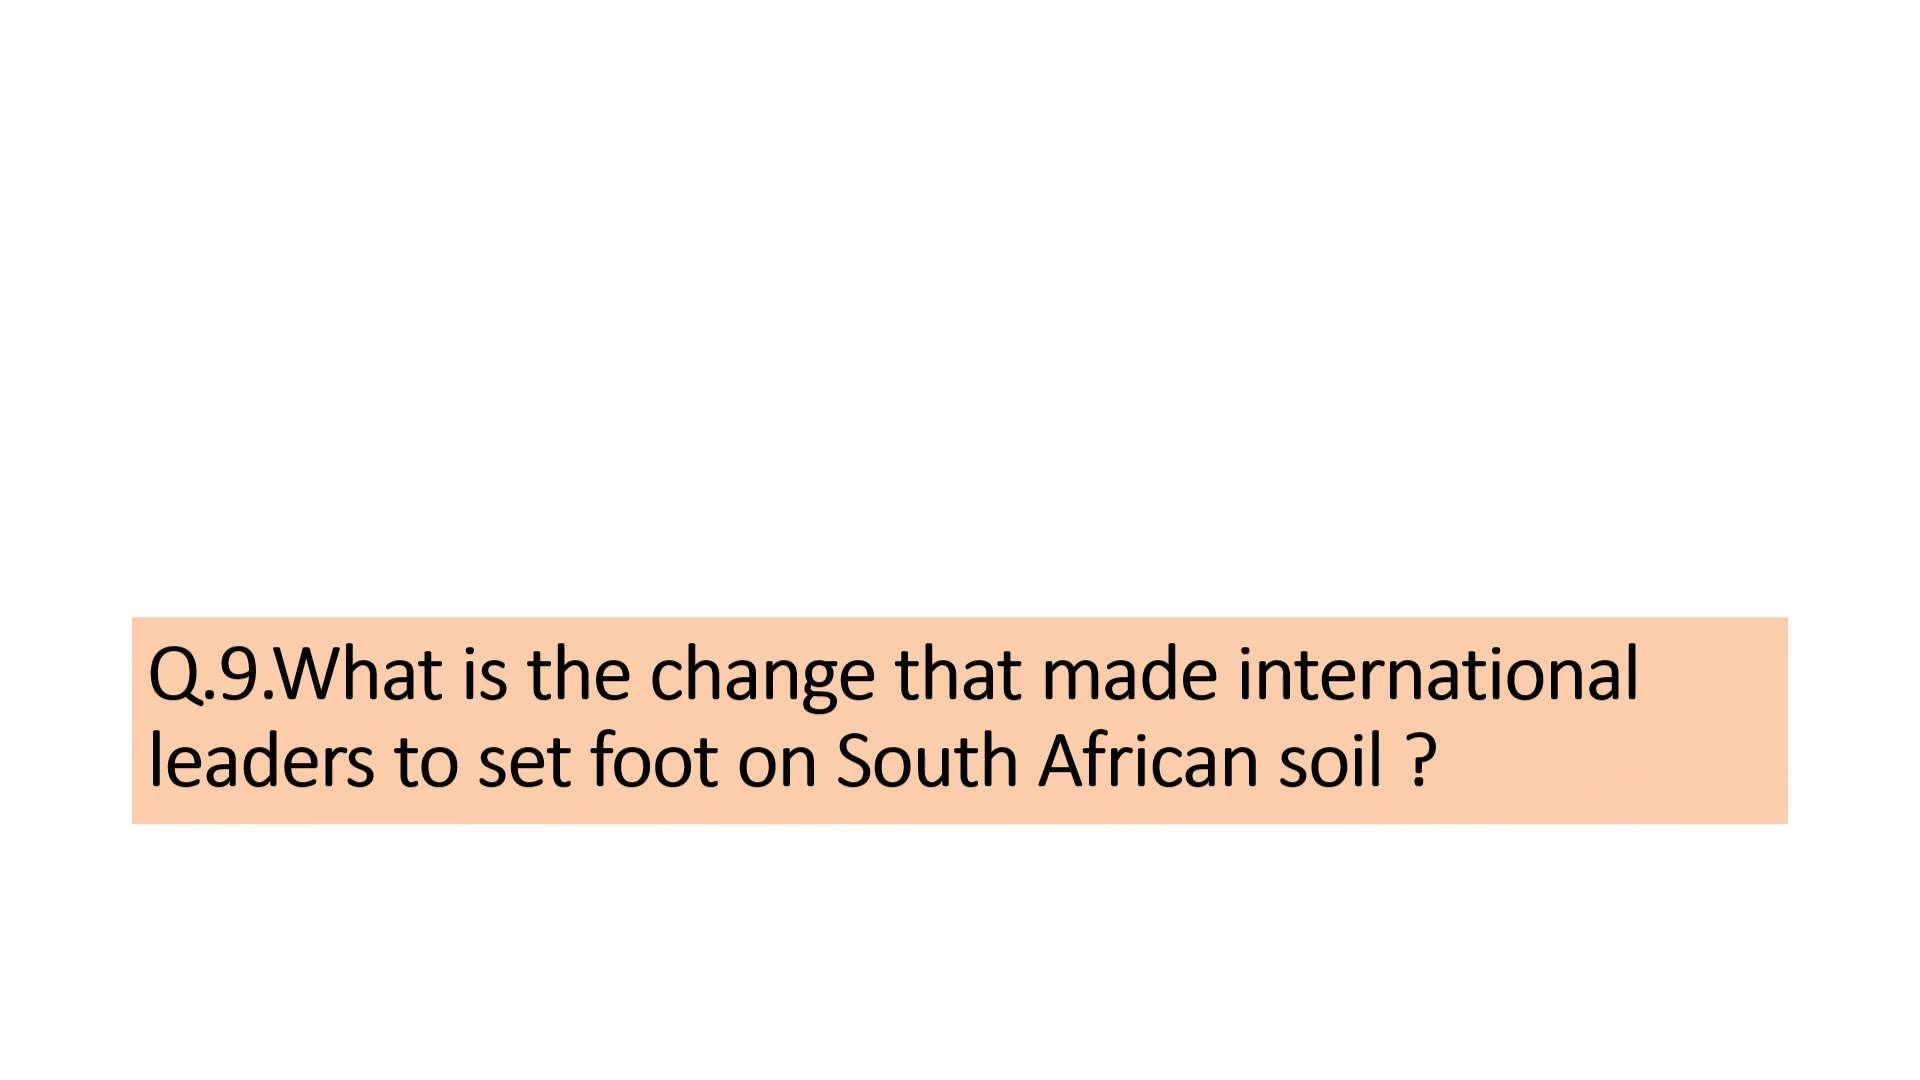 Q.9.What is the change that made international
leaders to set foot on South African soil ?